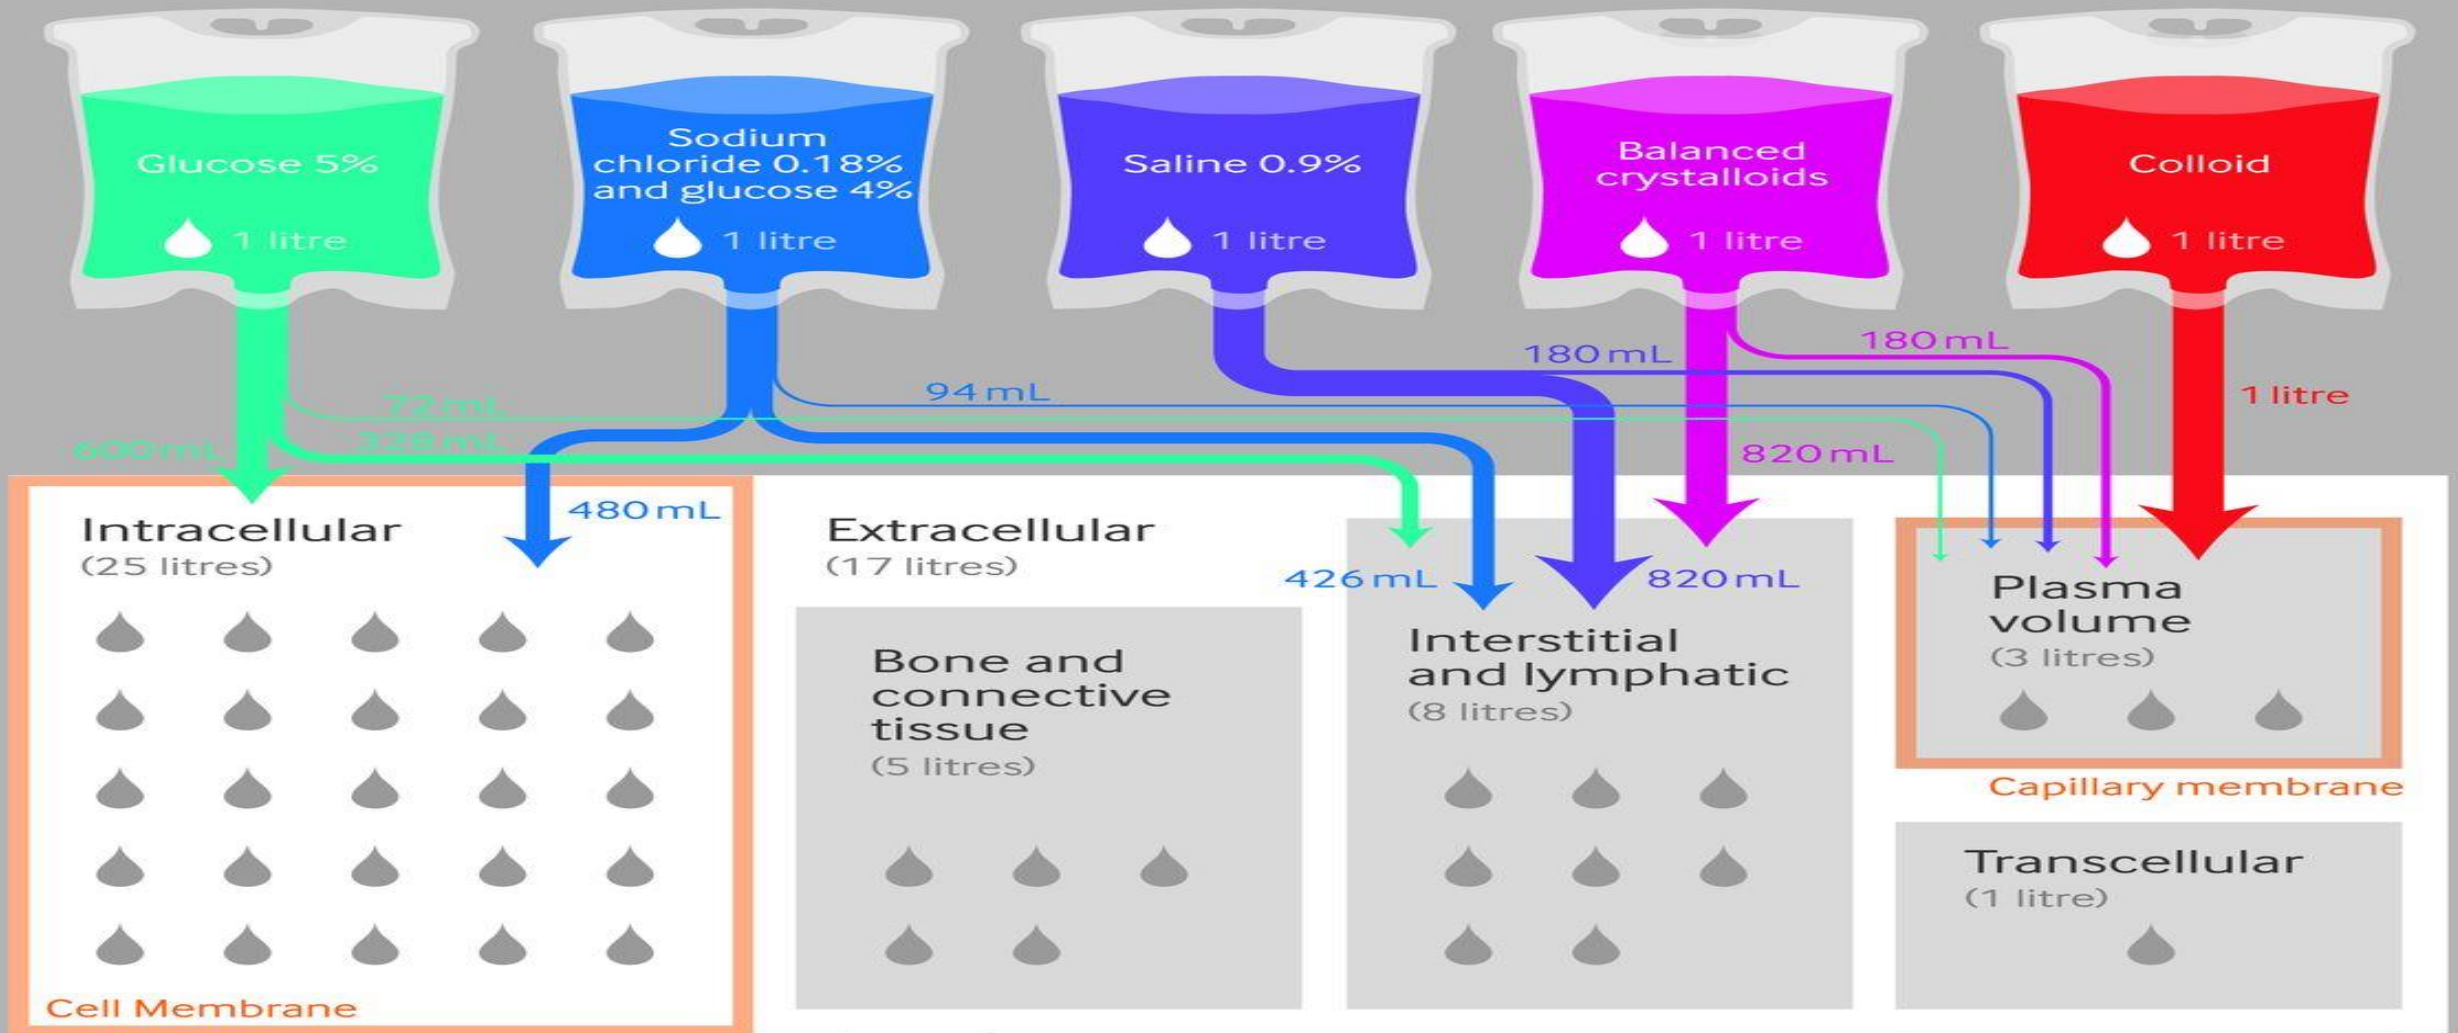 Glucose 5%
1 litre
Sodium
chloride 0.18%
and glucose 4%
1 litre
Saline 0.9%
1 litre
Balanced
crystalloids
1 litre
Colloid
1 litre
180 mL
180 mL
94 mL
72 mL
1 litre
600 mL
328 mL
820 mL
Intracellular
(25 litres)
480 mL
Cell Membrane
Extracellular
(17 litres)
Bone and
connective
tissue
(5 litres)
426 mL
820 mL
Interstitial
and lymphatic
(8 litres)
Plasma
volume
(3 litres)
Capillary membrane
Transcellular
(1 litre)